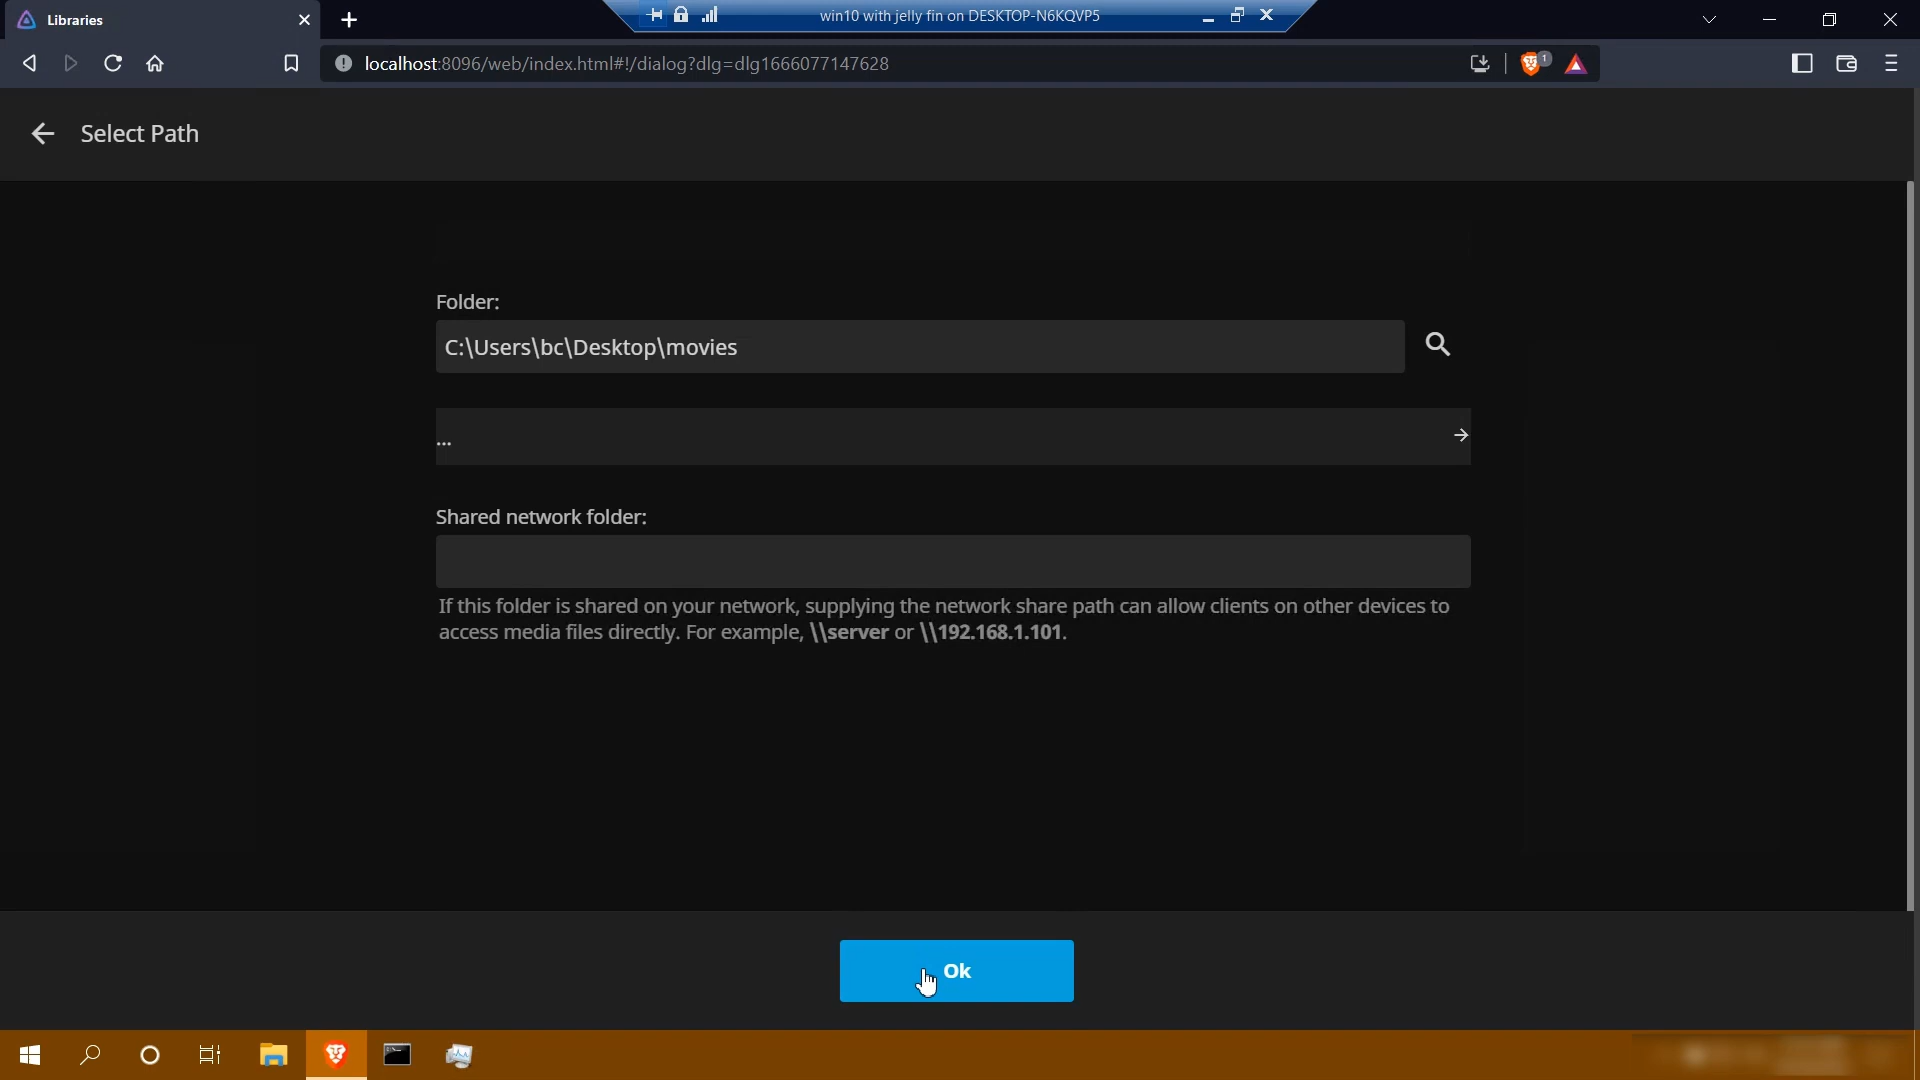 Libraries
win10 with jelly fin on DESKTOP-N6KQVP5
localhost:8096/web/index.html#!/dialog?dlg=dlg1666077147628
1
Select Path
Folder:
C:\Users\bc\Desktop\movies
...
Shared network folder:
If this folder is shared on your network, supplying the network share path can allow clients on other devices to
access media files directly. For example, \\server or \\192.168.1.101.
Ok